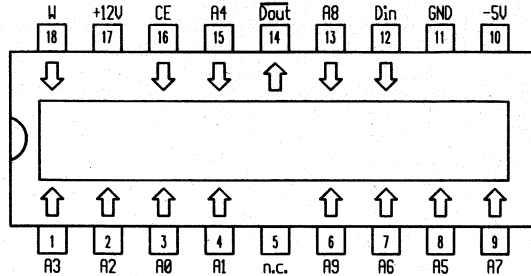 W +12V CE A4 D̅o̅u̅t̅ A8 Din GND -5V
18 17 16 15 14 13 12 11 10
1 2 3 4 5 6 7 8 9
A3 A2 A0 A1 n.c. A9 A6 A5 A7